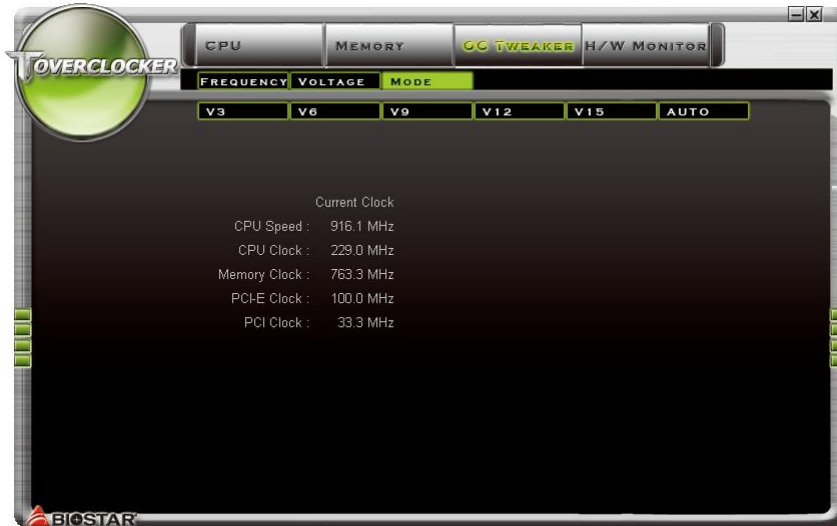 TOVERCLOCKER
CPU MEMORY OC TWEAKER H/W MONITOR
FREQUENCY VOLTAGE MODE
V3 V6 V9 V12 V15 AUTO
Current Clock
CPU Speed : 916.1 MHz
CPU Clock : 229.0 MHz
Memory Clock : 763.3 MHz
PCI-E Clock : 100.0 MHz
PCI Clock : 33.3 MHz
BIOSTAR